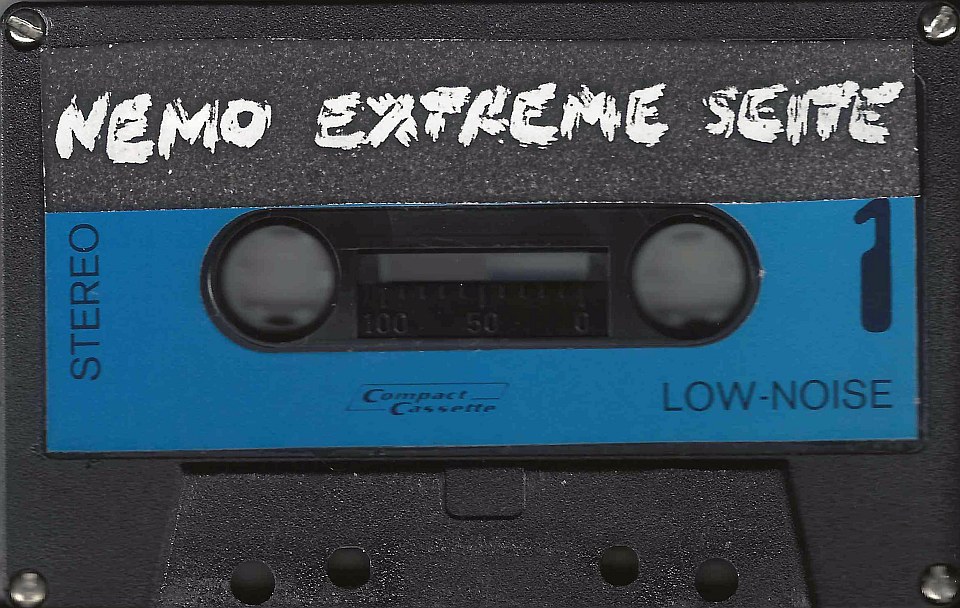 NEMO EXTREME SEITE
1
STEREO
100 50 0
Compact
Cassette
LOW-NOISE